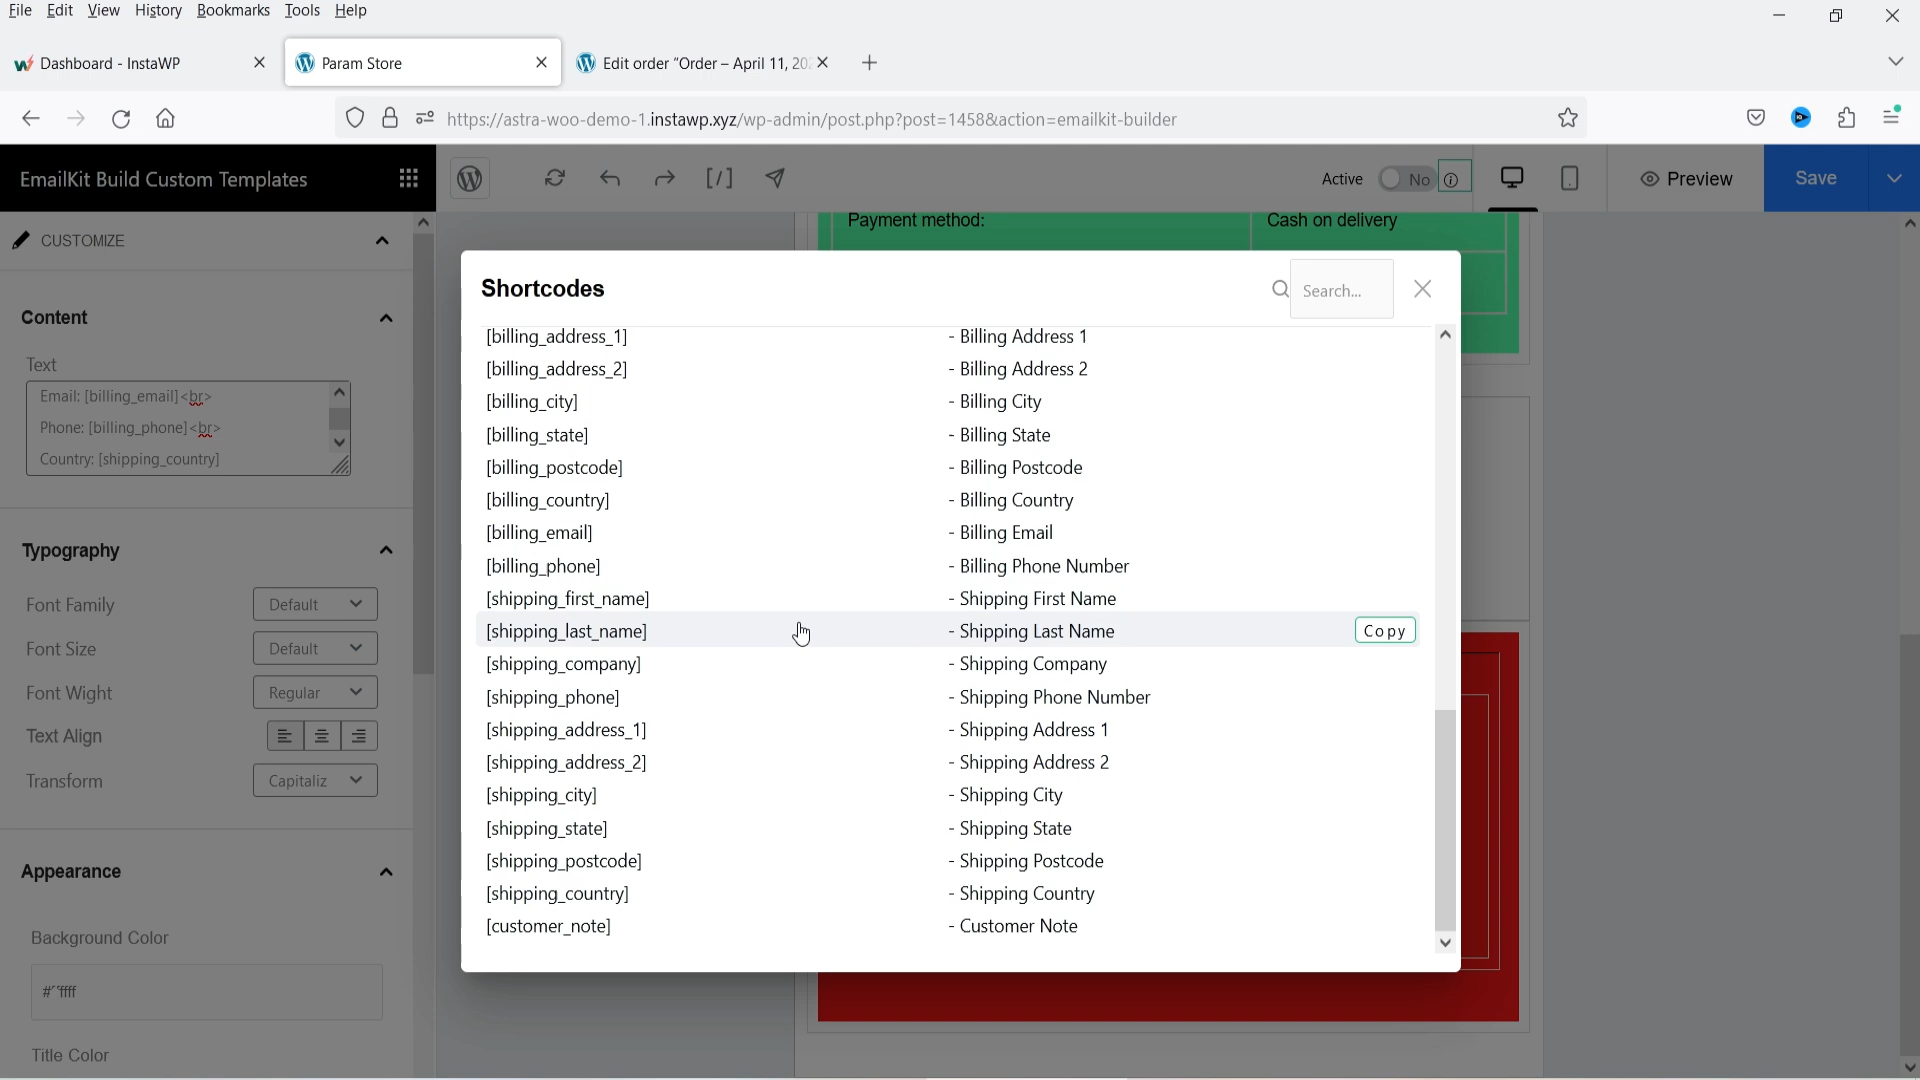 File Edit View History Bookmarks Tools Help
Dashboard - InstaWP
Param Store
Edit order "Order – April 11, 20
https://astra-woo-demo-1.instawp.xyz/wp-admin/post.php?post=1458&action=emailkit-builder
EmailKit Build Custom Templates
[/]
Active
No
Preview
Save
CUSTOMIZE
Payment method:
Cash on delivery
Content
Text
Email: [billing_email]<br>
Phone: [billing_phone]<br>
Country: [shipping_country]
Typography
Font Family
Default
Font Size
Default
Font Wight
Regular
Text Align
Transform
Capitaliz
Appearance
Background Color
Title Color
Shortcodes
Search...
[billing_address_1] - Billing Address 1
[billing_address_2] - Billing Address 2
[billing_city] - Billing City
[billing_state] - Billing State
[billing_postcode] - Billing Postcode
[billing_country] - Billing Country
[billing_email] - Billing Email
[billing_phone] - Billing Phone Number
[shipping_first_name] - Shipping First Name
[shipping_last_name] - Shipping Last Name Copy
[shipping_company] - Shipping Company
[shipping_phone] - Shipping Phone Number
[shipping_address_1] - Shipping Address 1
[shipping_address_2] - Shipping Address 2
[shipping_city] - Shipping City
[shipping_state] - Shipping State
[shipping_postcode] - Shipping Postcode
[shipping_country] - Shipping Country
[customer_note] - Customer Note